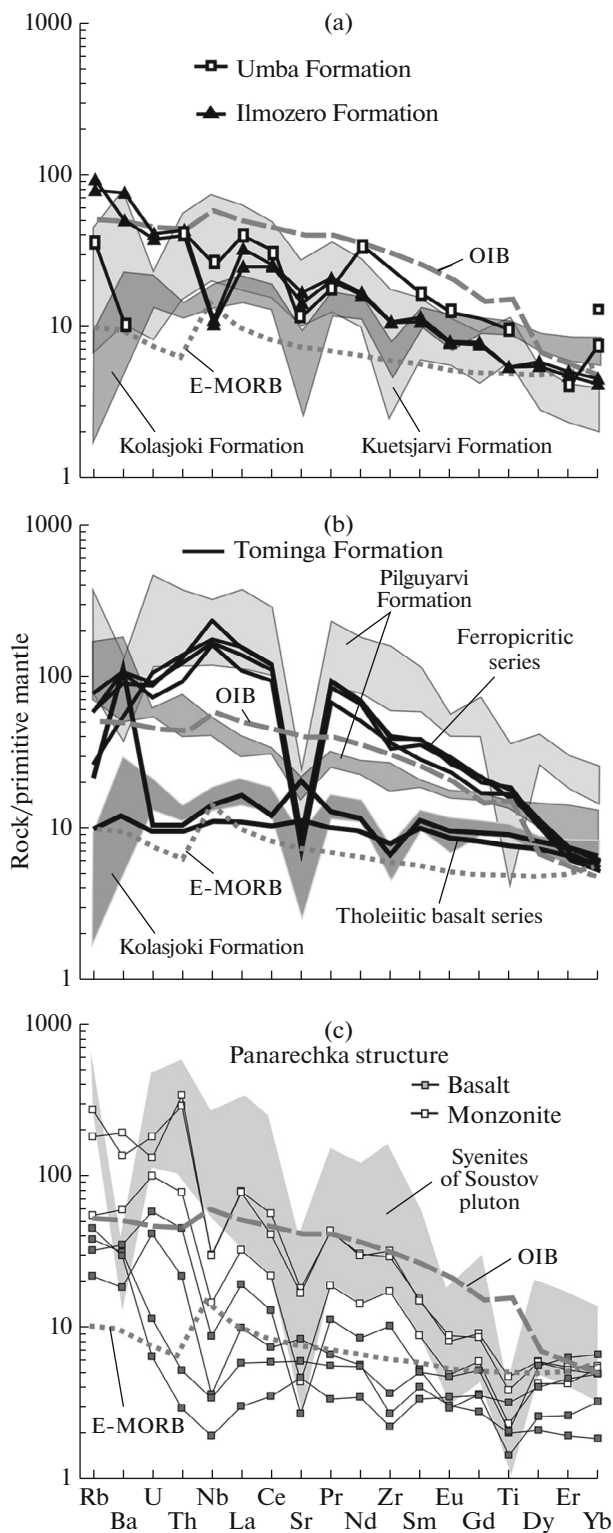 (a)
1000
100
10
1
Umba Formation
Ilmozero Formation
OIB
E-MORB
Kolasjoki Formation
Kuetsjarvi Formation
(b)
1000
100
10
1
Rock/primitive mantle
Tominga Formation
Pilguyarvi
Formation
Ferropicritic
series
OIB
E-MORB
Tholeiitic basalt series
Kolasjoki Formation
(c)
1000
100
10
1
Panarechka structure
Basalt
Monzonite
Syenites
of Soustov
pluton
OIB
E-MORB
Rb U Nb Ce Pr Zr Eu Ti Er
Ba Th La Sr Nd Sm Gd Dy Yb